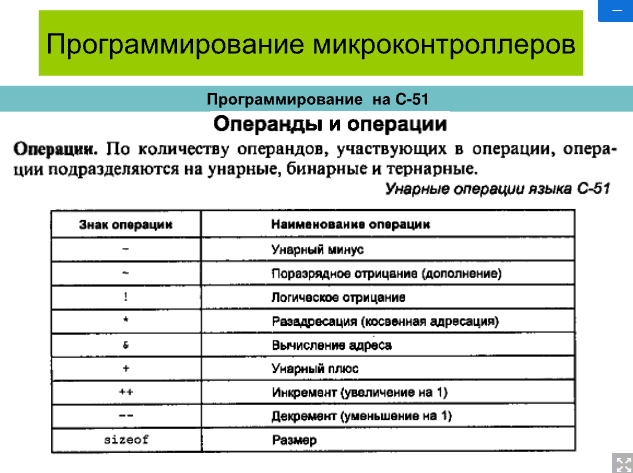 Программирование микроконтроллеров
Программирование на С-51
Операнды и операции
Операции. По количеству операндов, участвующих в операции, опера-
ции подразделяются на унарные, бинарные и тернарные.
Унарные операции языка С-51
Знак операции Наименование операции
– Унарный минус
~ Поразрядное отрицание (дополнение)
! Логическое отрицание
* Разадресация (косвенная адресация)
& Вычисление адреса
+ Унарный плюс
++ Инкремент (увеличение на 1)
-- Декремент (уменьшение на 1)
sizeof Размер